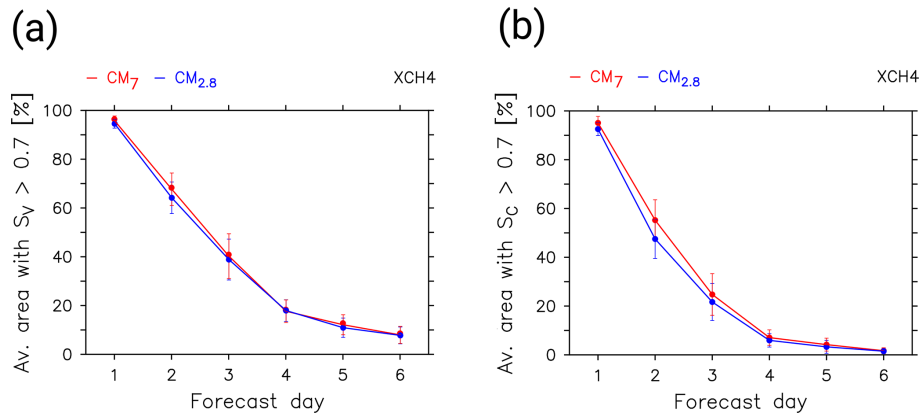 (a)
CM7 CM2.8 XCH4
Av. area with SV > 0.7 [%]
100
80
60
40
20
0
1 2 3 4 5 6
Forecast day
(b)
CM7 CM2.8 XCH4
Av. area with SC > 0.7 [%]
100
80
60
40
20
0
1 2 3 4 5 6
Forecast day